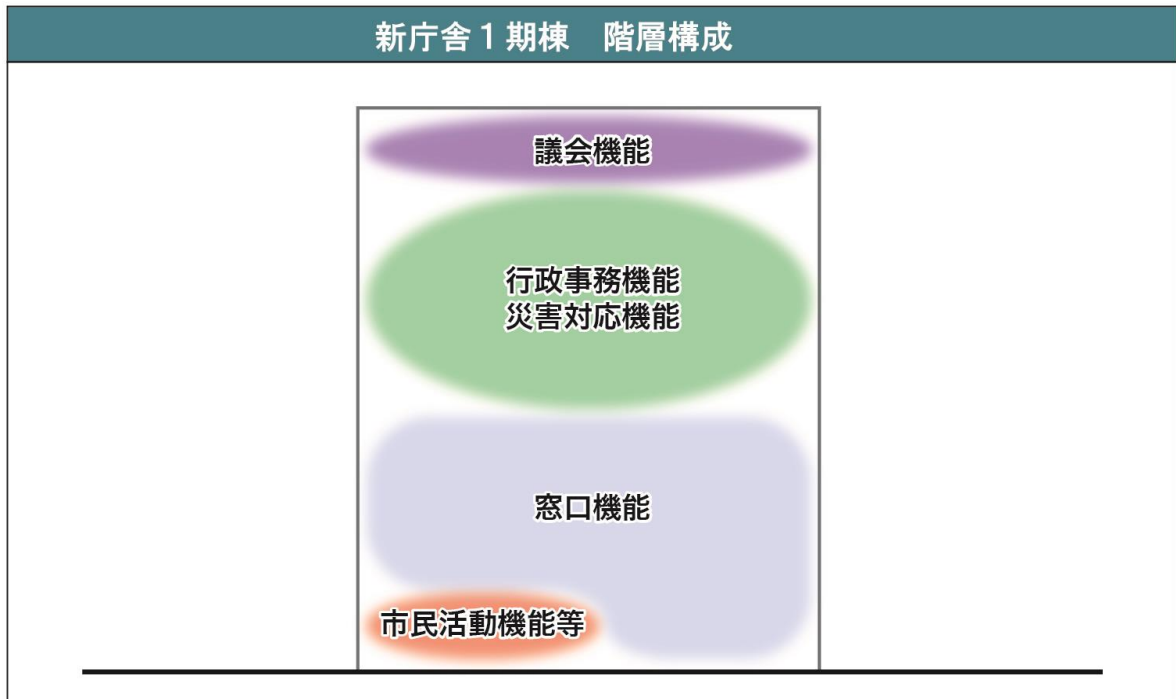 新庁舎１期棟　階層構成
議会機能
行政事務機能
災害対応機能
窓口機能
市民活動機能等